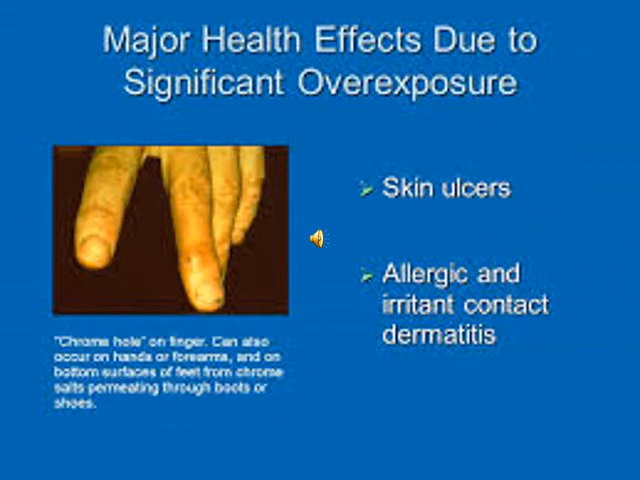 Major Health Effects Due to
Significant Overexposure
Skin ulcers
Allergic and
irritant contact
dermatitis
"Chrome hole" on finger. Can also
occur on hands or forearms, and on
bottom surfaces of feet from chrome
salts permeating through boots or
shoes.